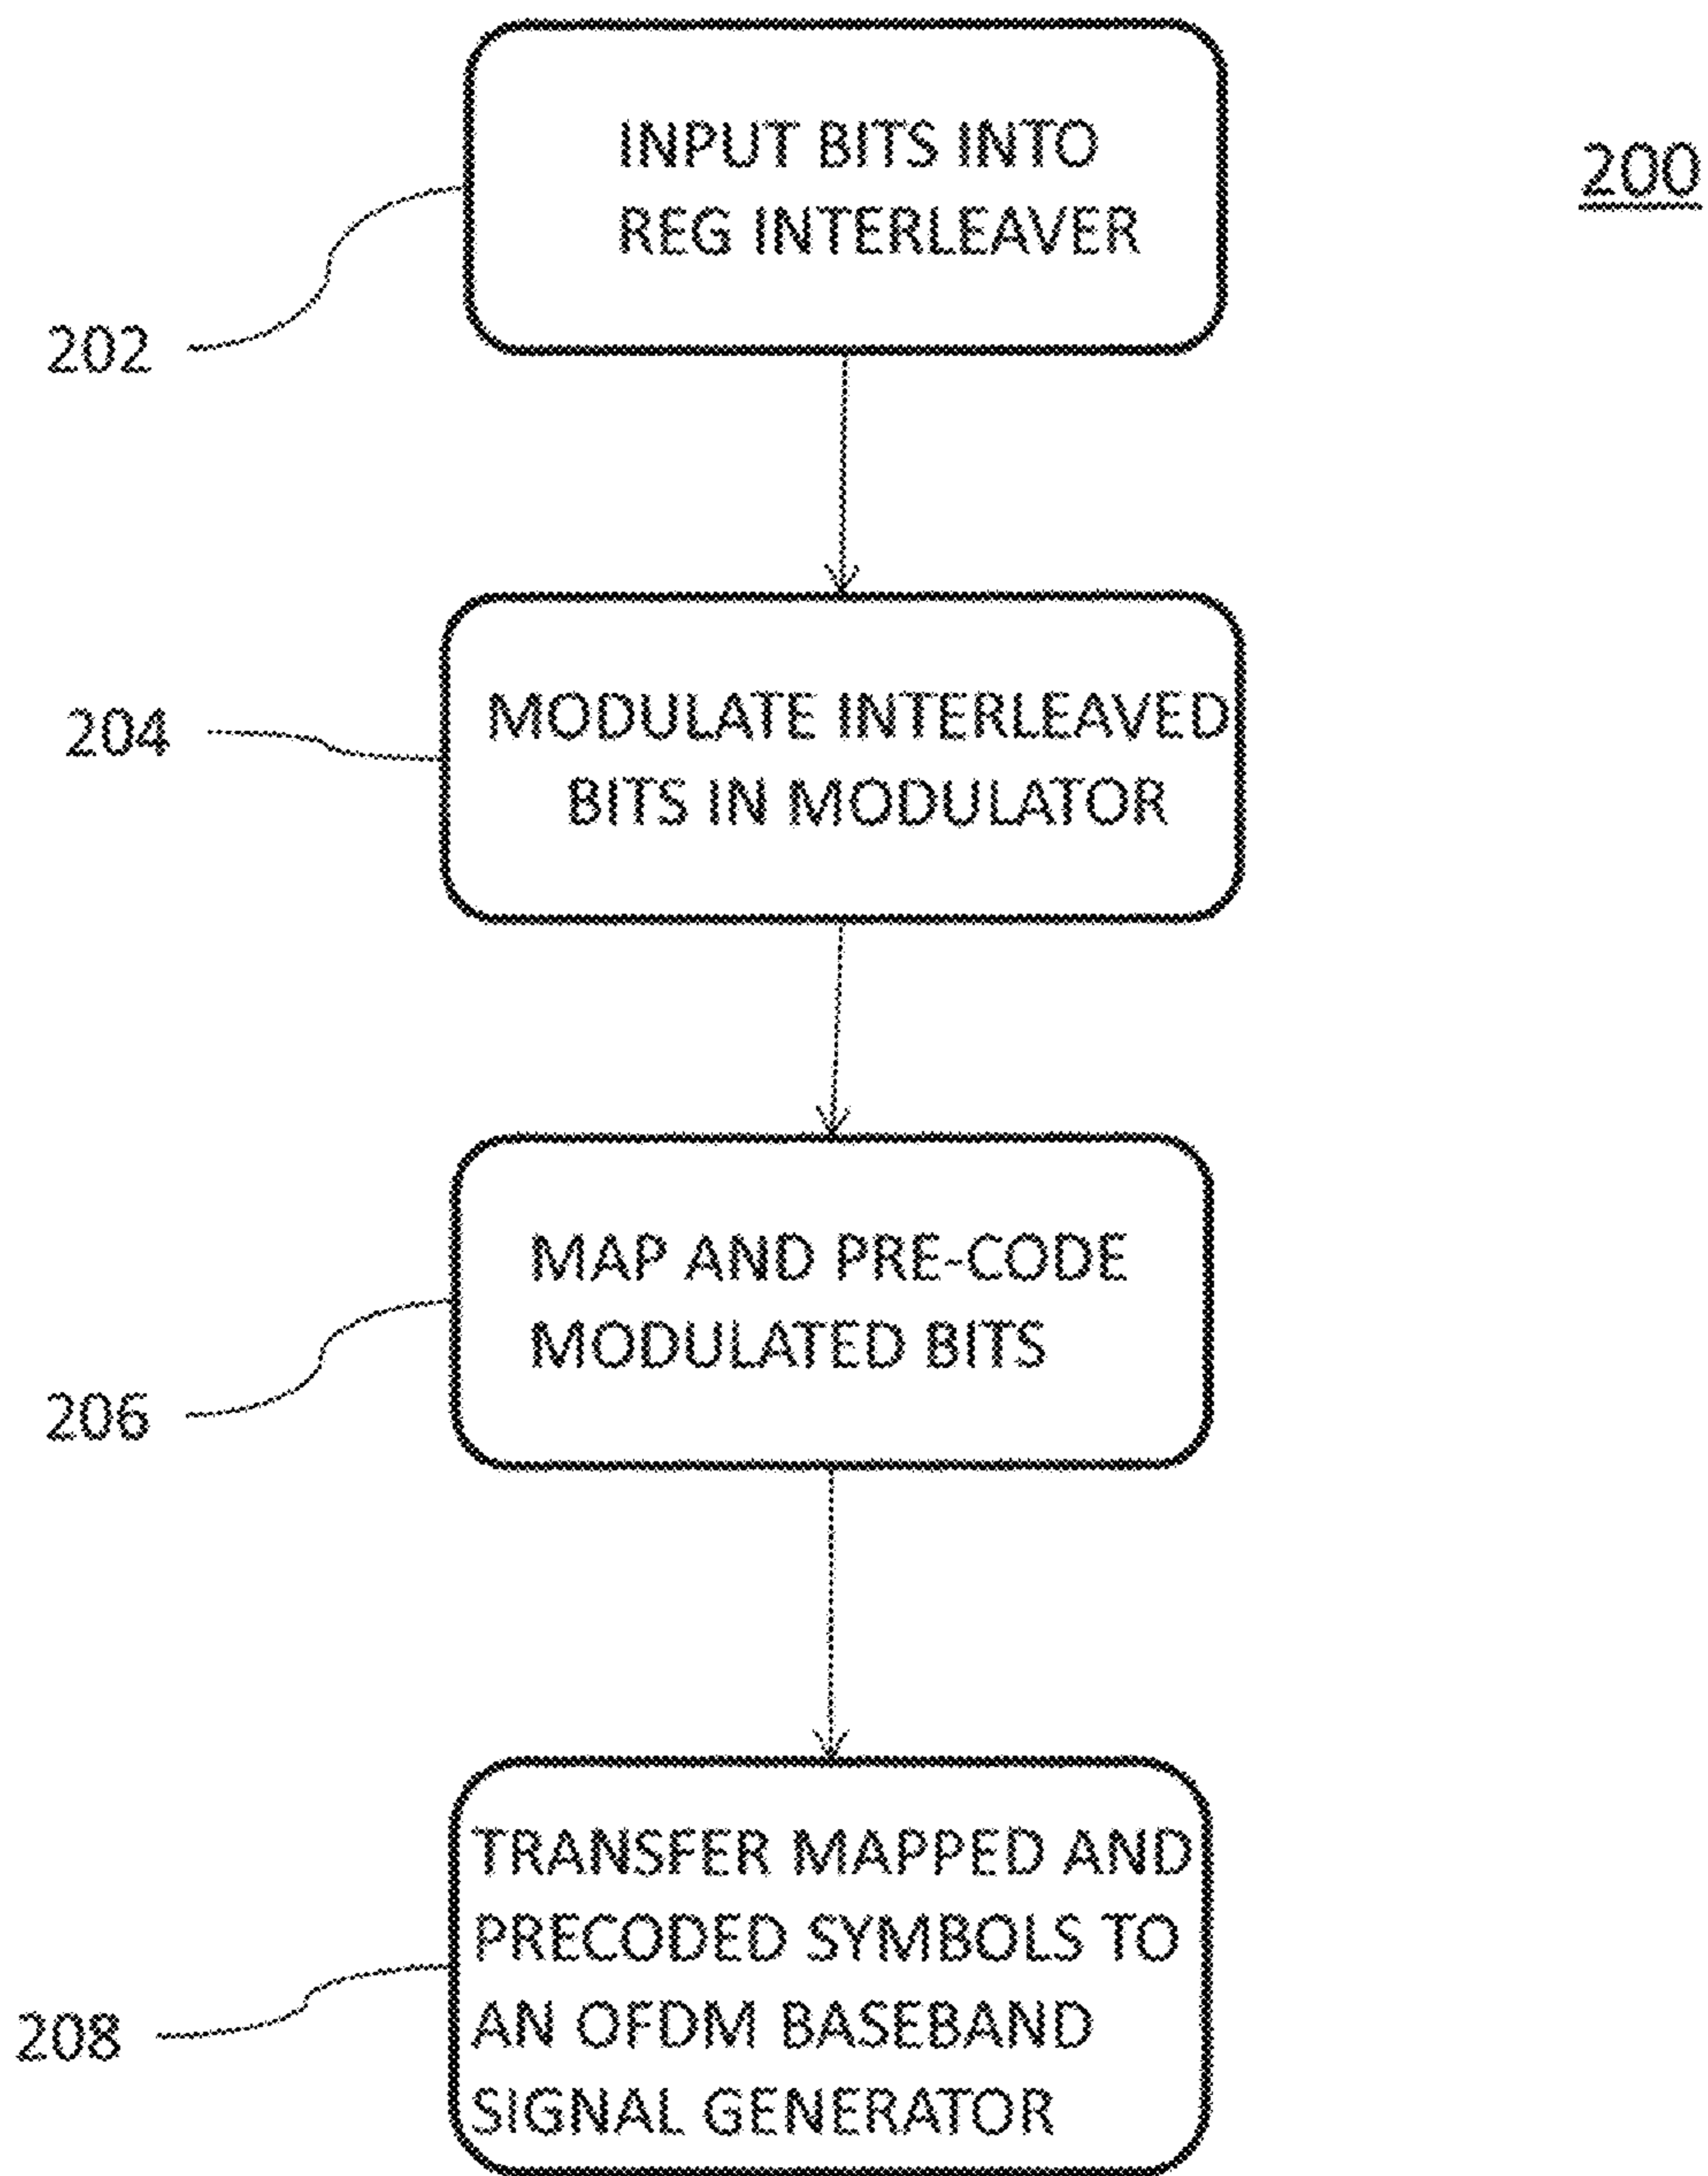 INPUT BITS INTO
REG INTERLEAVER
200
202
MODULATE INTERLEAVED
BITS IN MODULATOR
204
MAP AND PRE-CODE
MODULATED BITS
206
TRANSFER MAPPED AND
PRECODED SYMBOLS TO
AN OFDM BASEBAND
SIGNAL GENERATOR
208